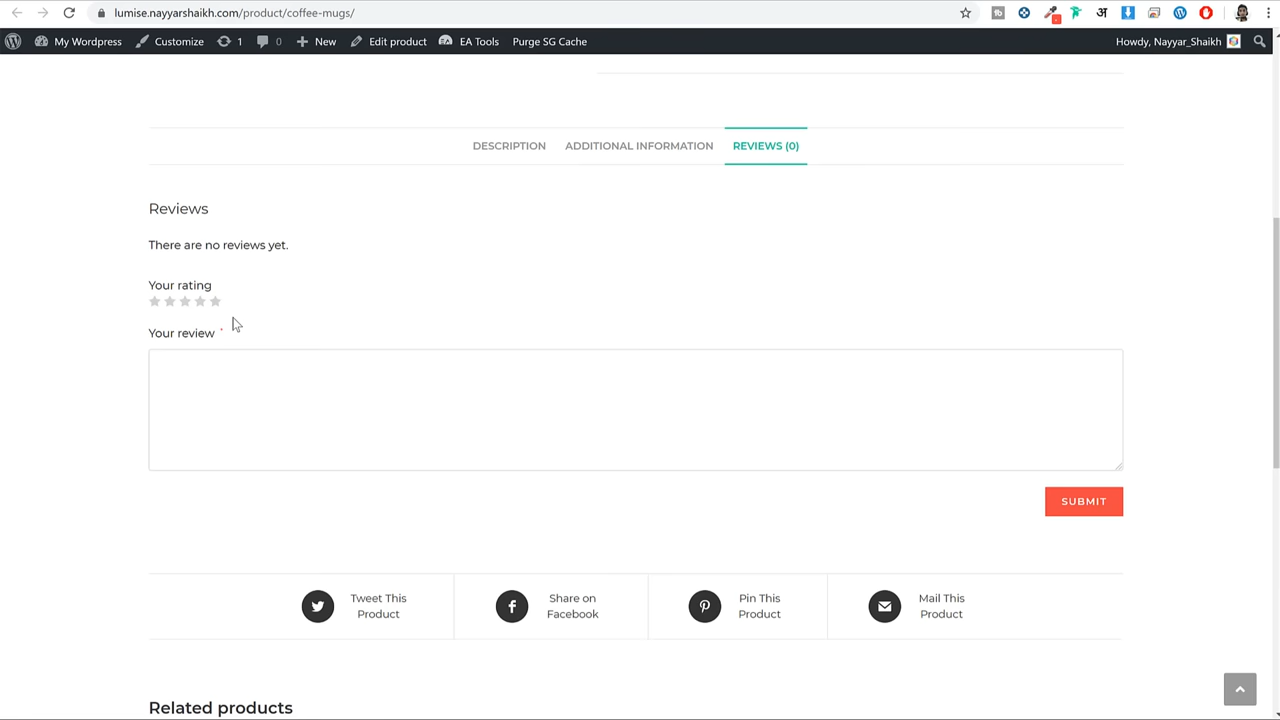 lumise.nayyarshaikh.com/product/coffee-mugs/
My Wordpress Customize 1 0 New Edit product EA EA Tools Purge SG Cache Howdy, Nayyar_Shaikh
DESCRIPTION ADDITIONAL INFORMATION REVIEWS (0)
Reviews
There are no reviews yet.
Your rating
Your review *
SUBMIT
Tweet This
Product
Share on
Facebook
Pin This
Product
Mail This
Product
Related products